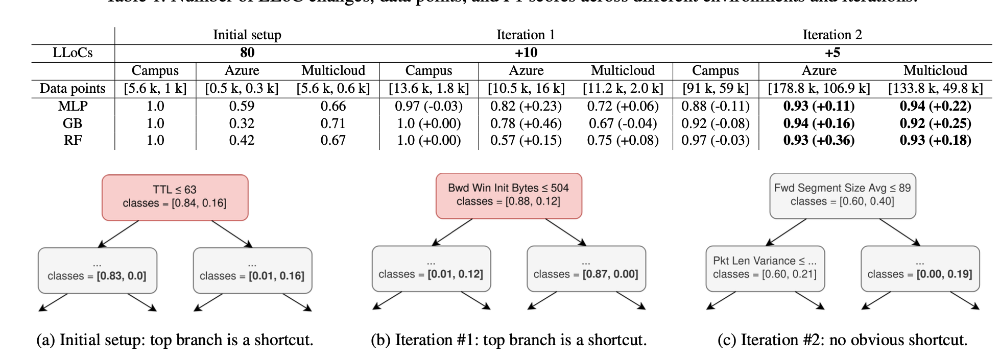 Table 1: Number of LLoC changes, data points, and F1 scores across different environments and iterations.
Initial setup Iteration 1 Iteration 2
LLoCs 80 +10 +5
Campus Azure Multicloud Campus Azure Multicloud Campus Azure Multicloud
Data points [5.6 k, 1 k] [0.5 k, 0.3 k] [5.6 k, 0.6 k] [13.6 k, 1.8 k] [10.5 k, 16 k] [11.2 k, 2.0 k] [91 k, 59 k] [178.8 k, 106.9 k] [133.8 k, 49.8 k]
MLP 1.0 0.59 0.66 0.97 (-0.03) 0.82 (+0.23) 0.72 (+0.06) 0.88 (-0.11) 0.93 (+0.11) 0.94 (+0.22)
GB 1.0 0.32 0.71 1.0 (+0.00) 0.78 (+0.46) 0.67 (-0.04) 0.92 (-0.08) 0.94 (+0.16) 0.92 (+0.25)
RF 1.0 0.42 0.67 1.0 (+0.00) 0.57 (+0.15) 0.75 (+0.08) 0.97 (-0.03) 0.93 (+0.36) 0.93 (+0.18)
TTL ≤ 63
classes = [0.84, 0.16]
...
classes = [0.83, 0.0]
...
classes = [0.01, 0.16]
(a) Initial setup: top branch is a shortcut.
Bwd Win Init Bytes ≤ 504
classes = [0.88, 0.12]
...
classes = [0.01, 0.12]
...
classes = [0.87, 0.00]
(b) Iteration #1: top branch is a shortcut.
Fwd Segment Size Avg ≤ 89
classes = [0.60, 0.40]
Pkt Len Variance ≤ ...
classes = [0.60, 0.21]
...
classes = [0.00, 0.19]
(c) Iteration #2: no obvious shortcut.